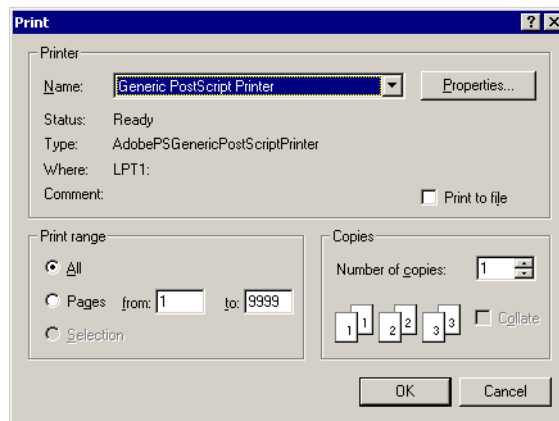 Print
Printer
Name: Generic PostScript Printer Properties...
Status: Ready
Type: AdobePSGenericPostScriptPrinter
Where: LPT1:
Comment: Print to file
Print range
All
Pages from: 1 to: 9999
Selection
Copies
Number of copies: 1
1 1 2 2 3 3 Collate
OK Cancel